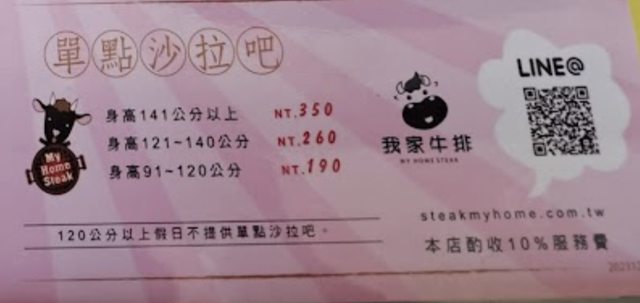 單點沙拉吧
身高141公分以上 NT.350
身高121~140公分 NT.260
身高91~120公分 NT.190
My
Home
Steak
我家牛排
MY HOME STEAK
LINE@
120公分以上假日不提供單點沙拉吧。
steakmyhome.com.tw
本店酌收10%服務費